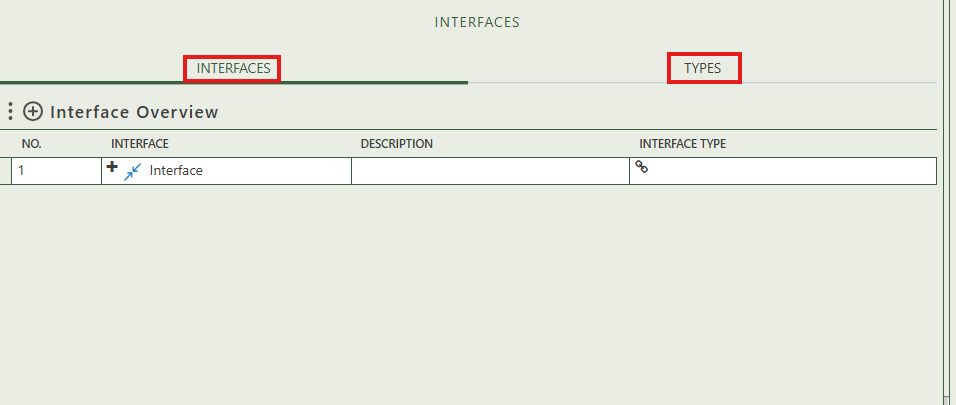 INTERFACES
INTERFACES TYPES
Interface Overview
NO. INTERFACE DESCRIPTION INTERFACE TYPE
1 Interface